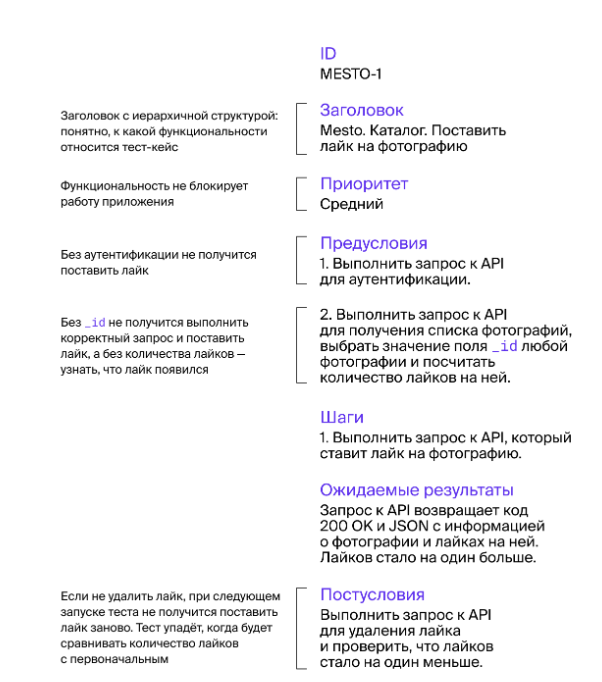 ID
MESTO-1
Заголовок с иерархичной структурой:
понятно, к какой функциональности
относится тест-кейс
Заголовок
Mesto. Каталог. Поставить
лайк на фотографию
Функциональность не блокирует
работу приложения
Приоритет
Средний
Без аутентификации не получится
поставить лайк
Предусловия
1. Выполнить запрос к API
для аутентификации.
Без _id не получится выполнить
корректный запрос и поставить
лайк, а без количества лайков —
узнать, что лайк появился
2. Выполнить запрос к API
для получения списка фотографий,
выбрать значение поля _id любой
фотографии и посчитать
количество лайков на ней.
Шаги
1. Выполнить запрос к API, который
ставит лайк на фотографию.
Ожидаемые результаты
Запрос к API возвращает код
200 OK и JSON с информацией
о фотографии и лайках на ней.
Лайков стало на один больше.
Если не удалить лайк, при следующем
запуске теста не получится поставить
лайк заново. Тест упадёт, когда будет
сравнивать количество лайков
с первоначальным
Постусловия
Выполнить запрос к API
для удаления лайка
и проверить, что лайков
стало на один меньше.